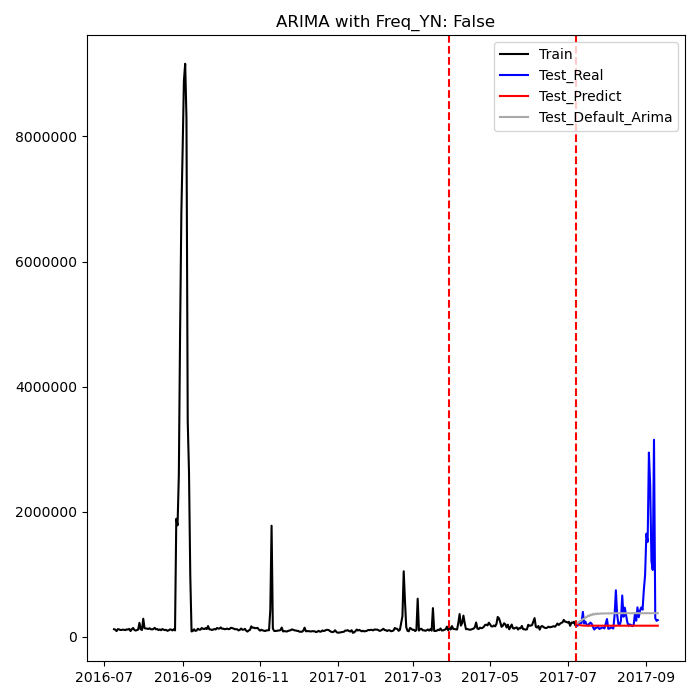 ARIMA with Freq_YN: False
Train
Test_Real
Test_Predict
Test_Default_Arima
8000000
6000000
4000000
2000000
0
2016-07 2016-09 2016-11 2017-01 2017-03 2017-05 2017-07 2017-09